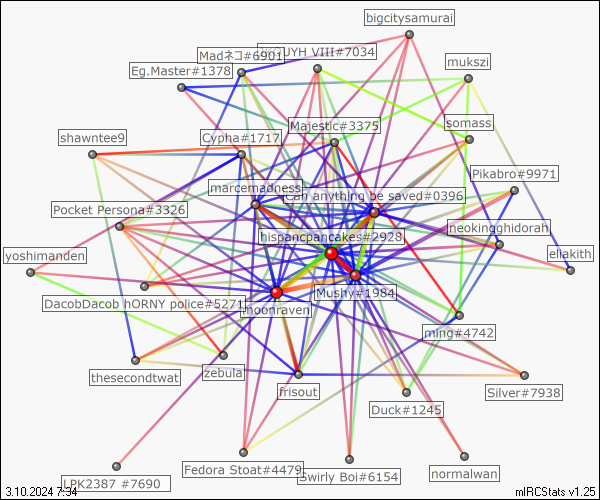 bigcitysamurai
Madネコ#6901
VIII#7034
Eg.Master#1378
mukszi
Majestic#3375
somass
shawntee9
Cypha#1717
Pikabro#9971
marcemadness
Can anything be saved#0396
Pocket Persona#3326
neokingghidorah
hispancpancakes#2928
yoshimanden
ellakith
Mushy#1984
DacobDacob hORNY police#5271
moonraven
ming#4742
thesecondtwat
zebula
frisout
Silver#7938
Duck#1245
Fedora Stoat#4479
Swirly Boi#6154
normalwan
LPK2387 #7690
3.10.2024 7:34
mIRCStats v1.25